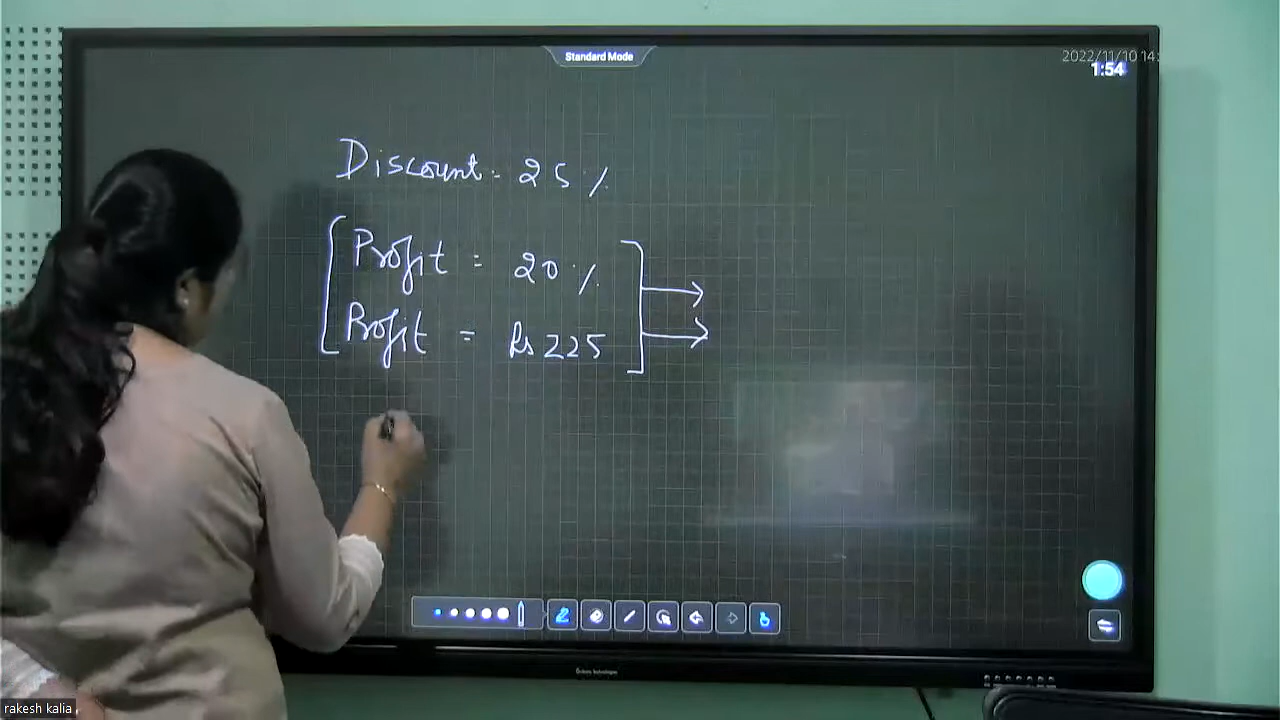 Standard Mode
2022/11/10 14:
1:54
Discount = 25 %
Profit = 20 %
Profit = Rs 225
rakesh kalia